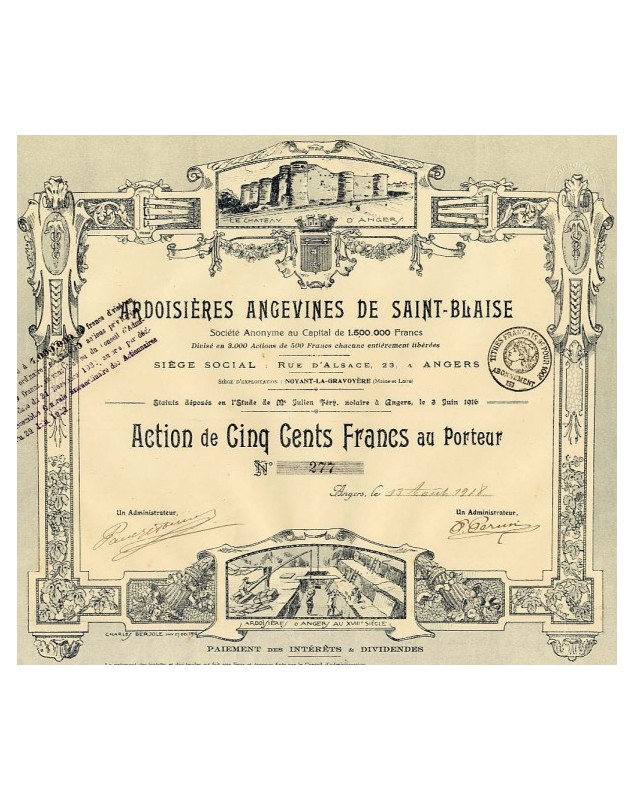 LE CHATEAU D'ANGERS
ARDOISIÈRES ANGEVINES DE SAINT-BLAISE
Société Anonyme au Capital de 1.500.000 Francs
Divisé en 3.000 Actions de 500 Francs chacune entièrement libérées
SIÈGE SOCIAL : RUE D'ALSACE, 23, A ANGERS
SIÈGE D'EXPLOITATION : NOYANT-LA-GRAVOYÈRE (Maine-et-Loire)
Statuts déposés en l'Etude de Me Julien Féry, notaire à Angers, le 3 Juin 1916
TITRES FRANÇAIS
ABONNEMENT
Action de Cinq Cents Francs au Porteur
N° 277
Angers, le 13 Août 1918
Un Administrateur,
Un Administrateur,
ARDOISIÈRES D'ANGERS AU XVIIIe SIÈCLE
CHARLES BERJOLE
PAIEMENT DES INTÉRÊTS & DIVIDENDES